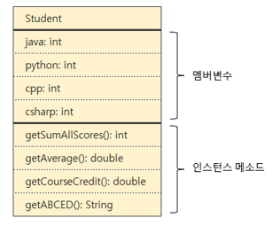 Student
java: int
python: int
cpp: int
csharp: int
멤버변수
getSumAllScores(): int
getAverage(): double
getCourseCredit(): double
getABCED(): String
인스턴스 메소드